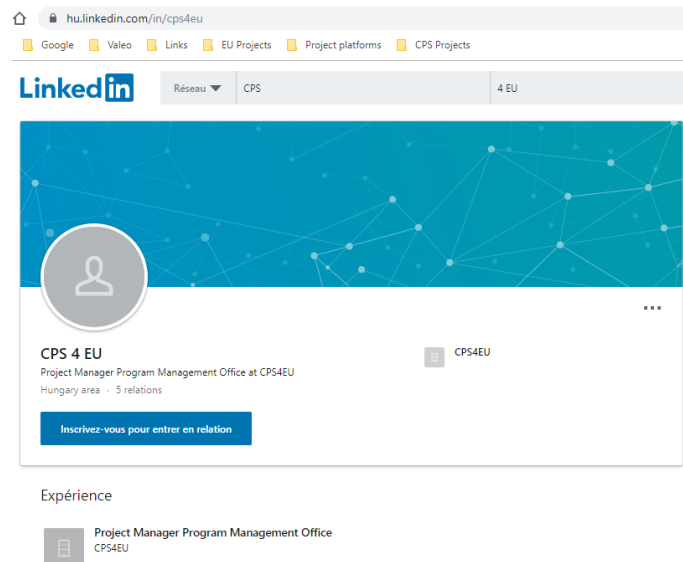 hu.linkedin.com/in/cps4eu
Google Valeo Links EU Projects Project platforms CPS Projects
Linked in Réseau CPS 4 EU
CPS 4 EU
Project Manager Program Management Office at CPS4EU
Hungary area · 5 relations
CPS4EU
Inscrivez-vous pour entrer en relation
Expérience
Project Manager Program Management Office
CPS4EU